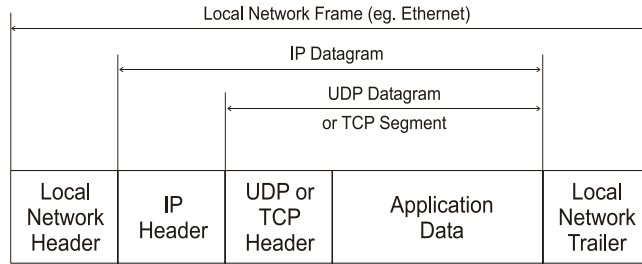 Local Network Frame (eg. Ethernet)
IP Datagram
UDP Datagram
or TCP Segment
Local
Network
Header
IP
Header
UDP or
TCP
Header
Application
Data
Local
Network
Trailer